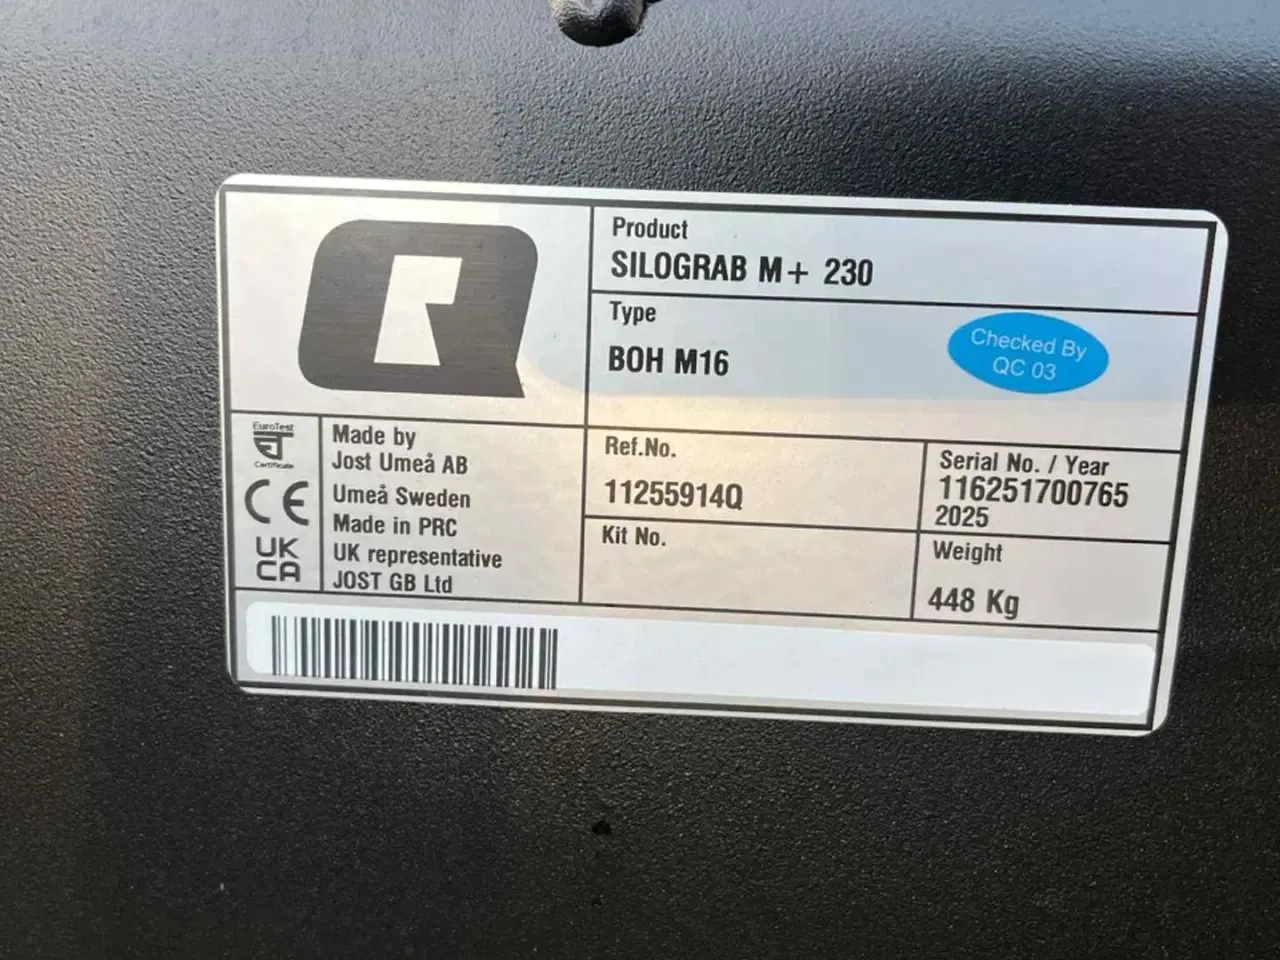 Product
SILOGRAB M+ 230
Type
BOH M16
Checked By
QC 03
EuroTest
Certificate
CE
UK
CA
Made by
Jost Umeå AB
Umeå Sweden
Made in PRC
UK representative
JOST GB Ltd
Ref.No.
11255914Q
Kit No.
Serial No. / Year
116251700765
2025
Weight
448 Kg